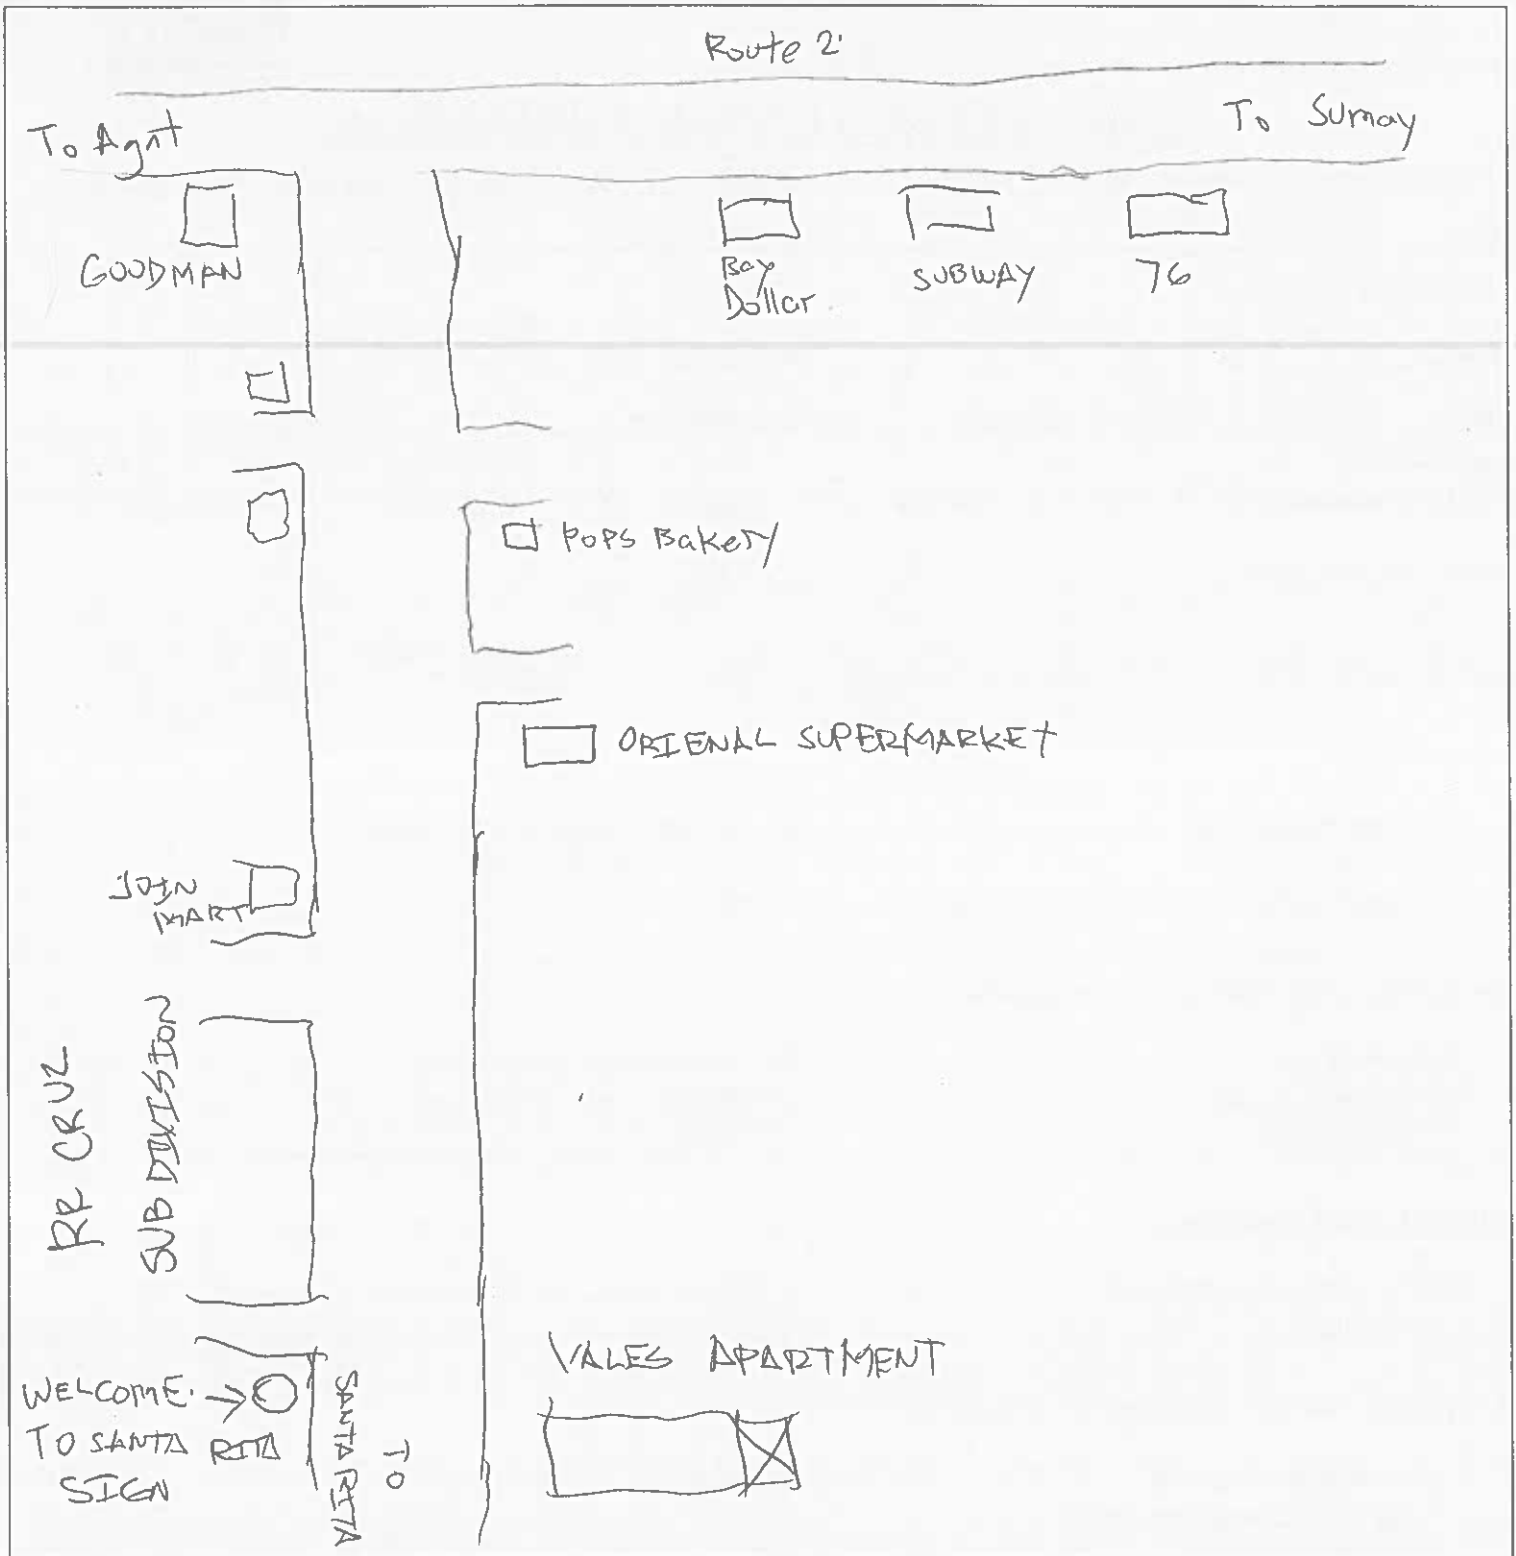 Route 2
To Agat
To Sumay
GOODMAN
Bay
Dollar
SUBWAY
76
POPS Bakery
ORIENAL SUPERMARKET
JOIN
MART
RR CRUZ
SUBDIVISION
VALES APARTMENT
WELCOME
TO SANTA RITA
SIGN
TO
SANTA RITA